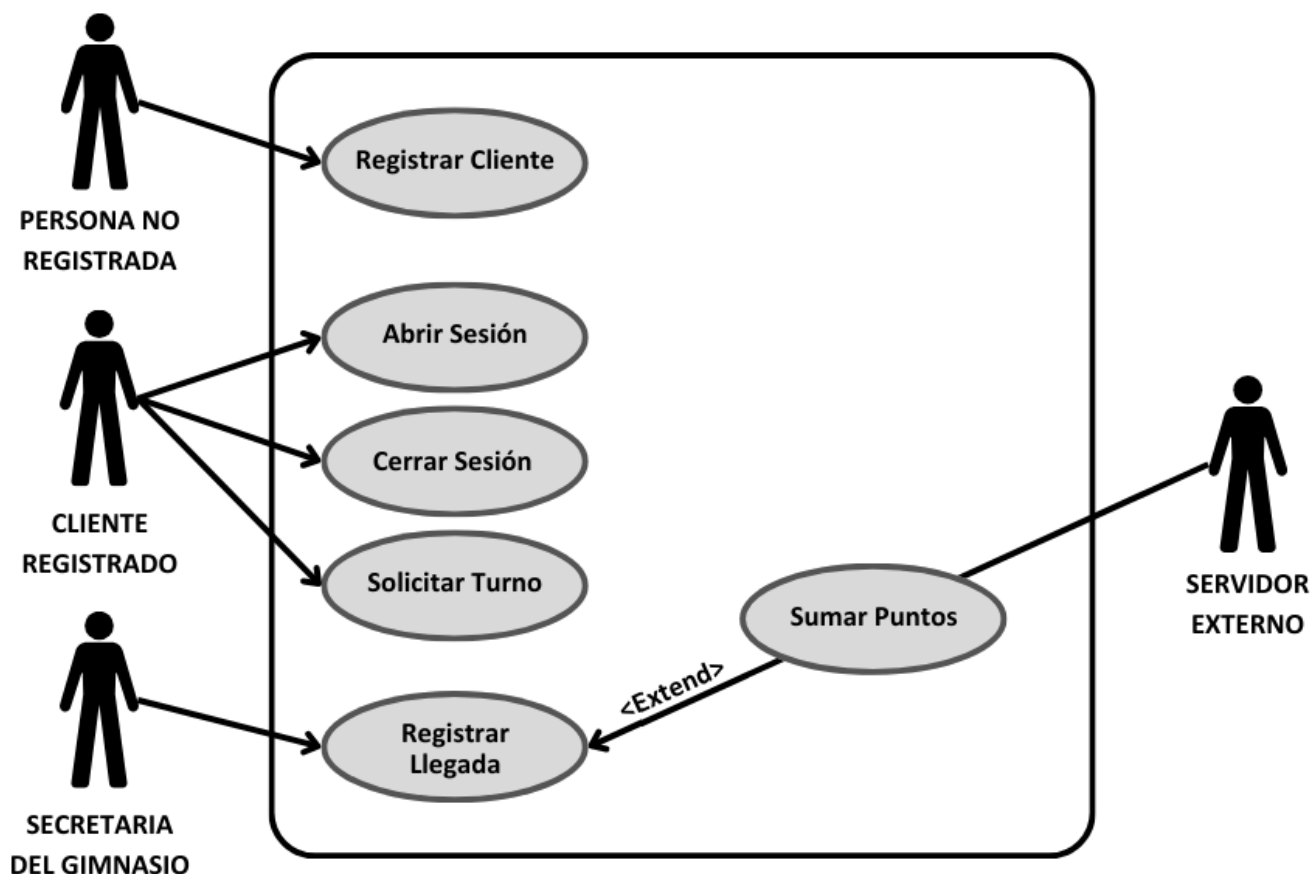 PERSONA NO
REGISTRADA
Registrar Cliente
Abrir Sesión
Cerrar Sesión
Solicitar Turno
CLIENTE
REGISTRADO
Sumar Puntos
SERVIDOR
EXTERNO
<Extend>
Registrar
Llegada
SECRETARIA
DEL GIMNASIO